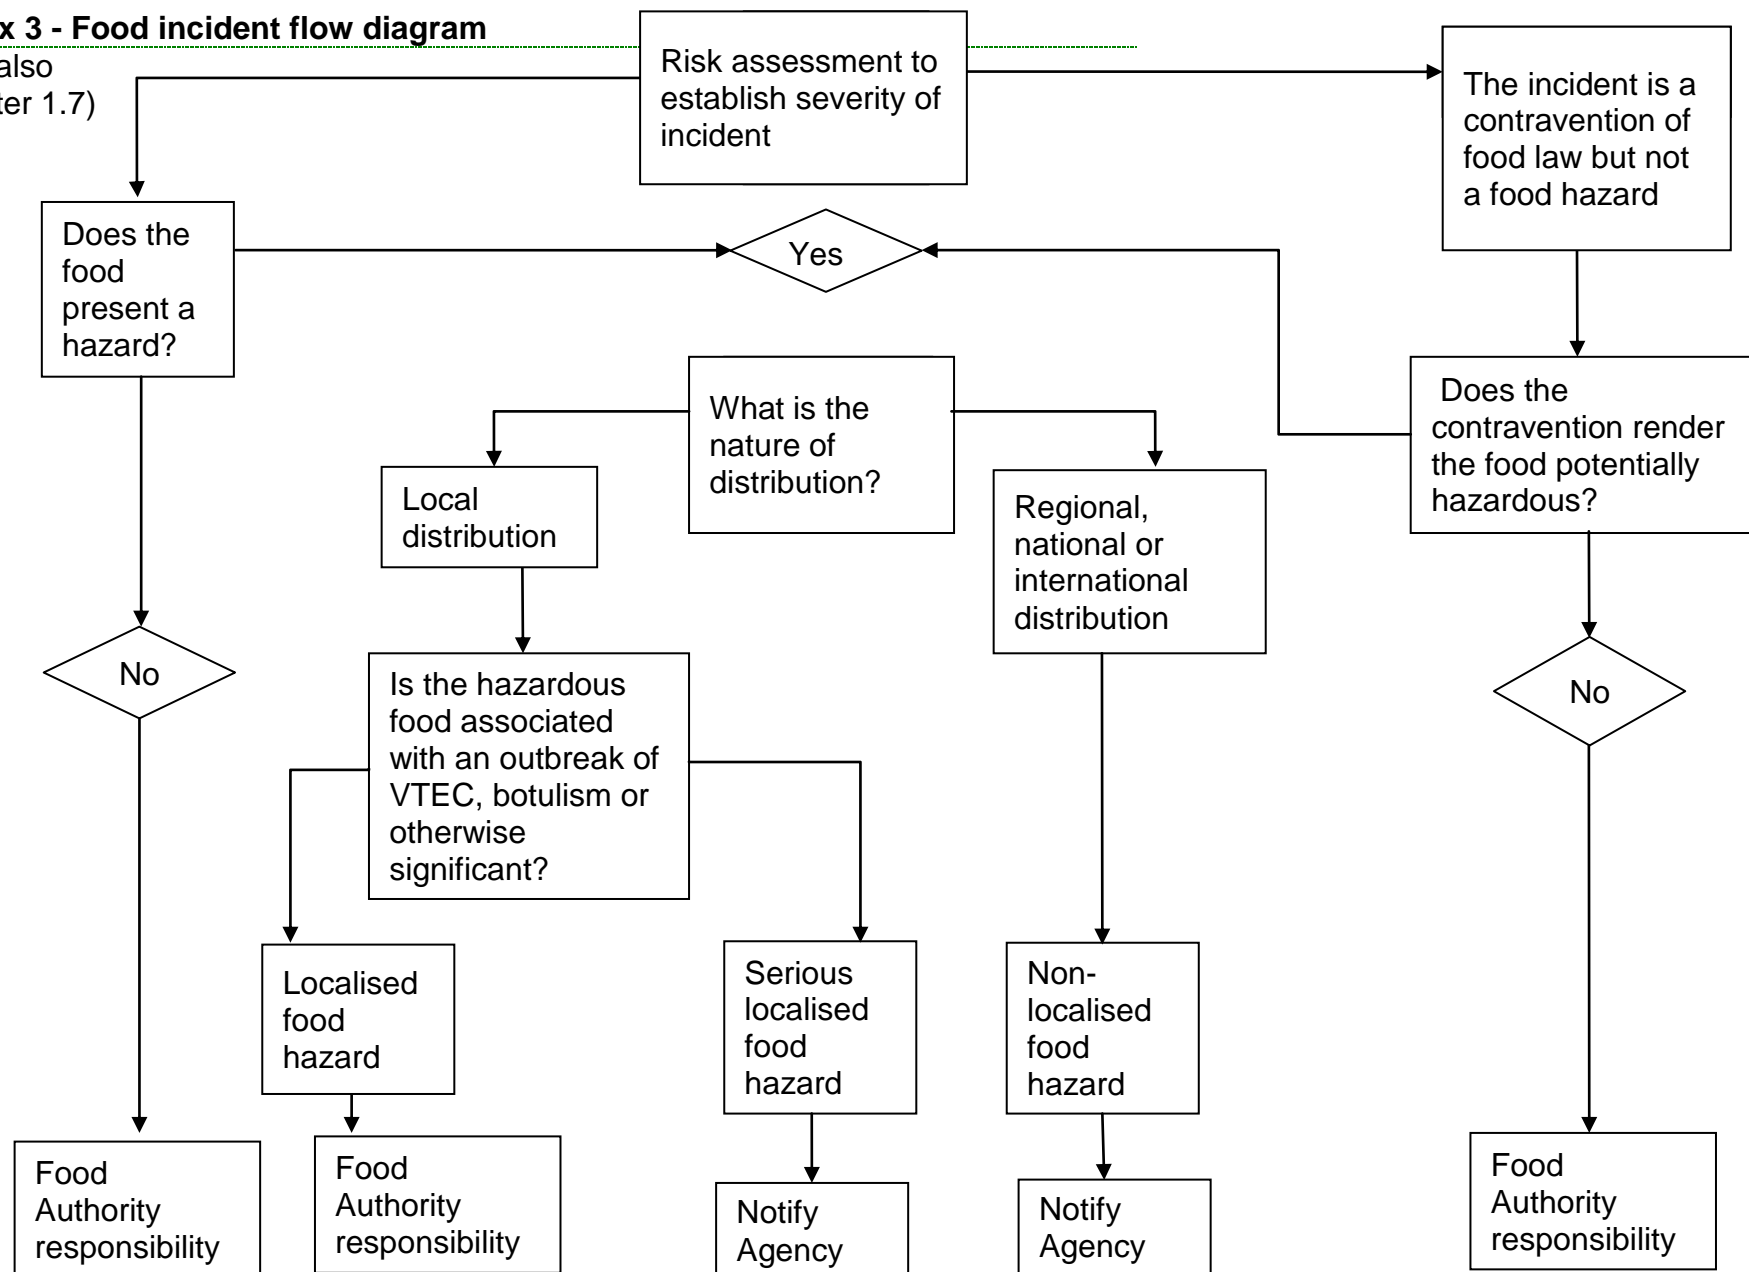 x 3 - Food incident flow diagram
also
ter 1.7)
Risk assessment to
establish severity of
incident
The incident is a
contravention of
food law but not
a food hazard
Does the
food
present a
hazard?
Yes
What is the
nature of
distribution?
Does the
contravention render
the food potentially
hazardous?
Local
distribution
Regional,
national or
international
distribution
No
Is the hazardous
food associated
with an outbreak of
VTEC, botulism or
otherwise
significant?
No
Localised
food
hazard
Serious
localised
food
hazard
Non-
localised
food
hazard
Food
Authority
responsibility
Food
Authority
responsibility
Notify
Agency
Notify
Agency
Food
Authority
responsibility